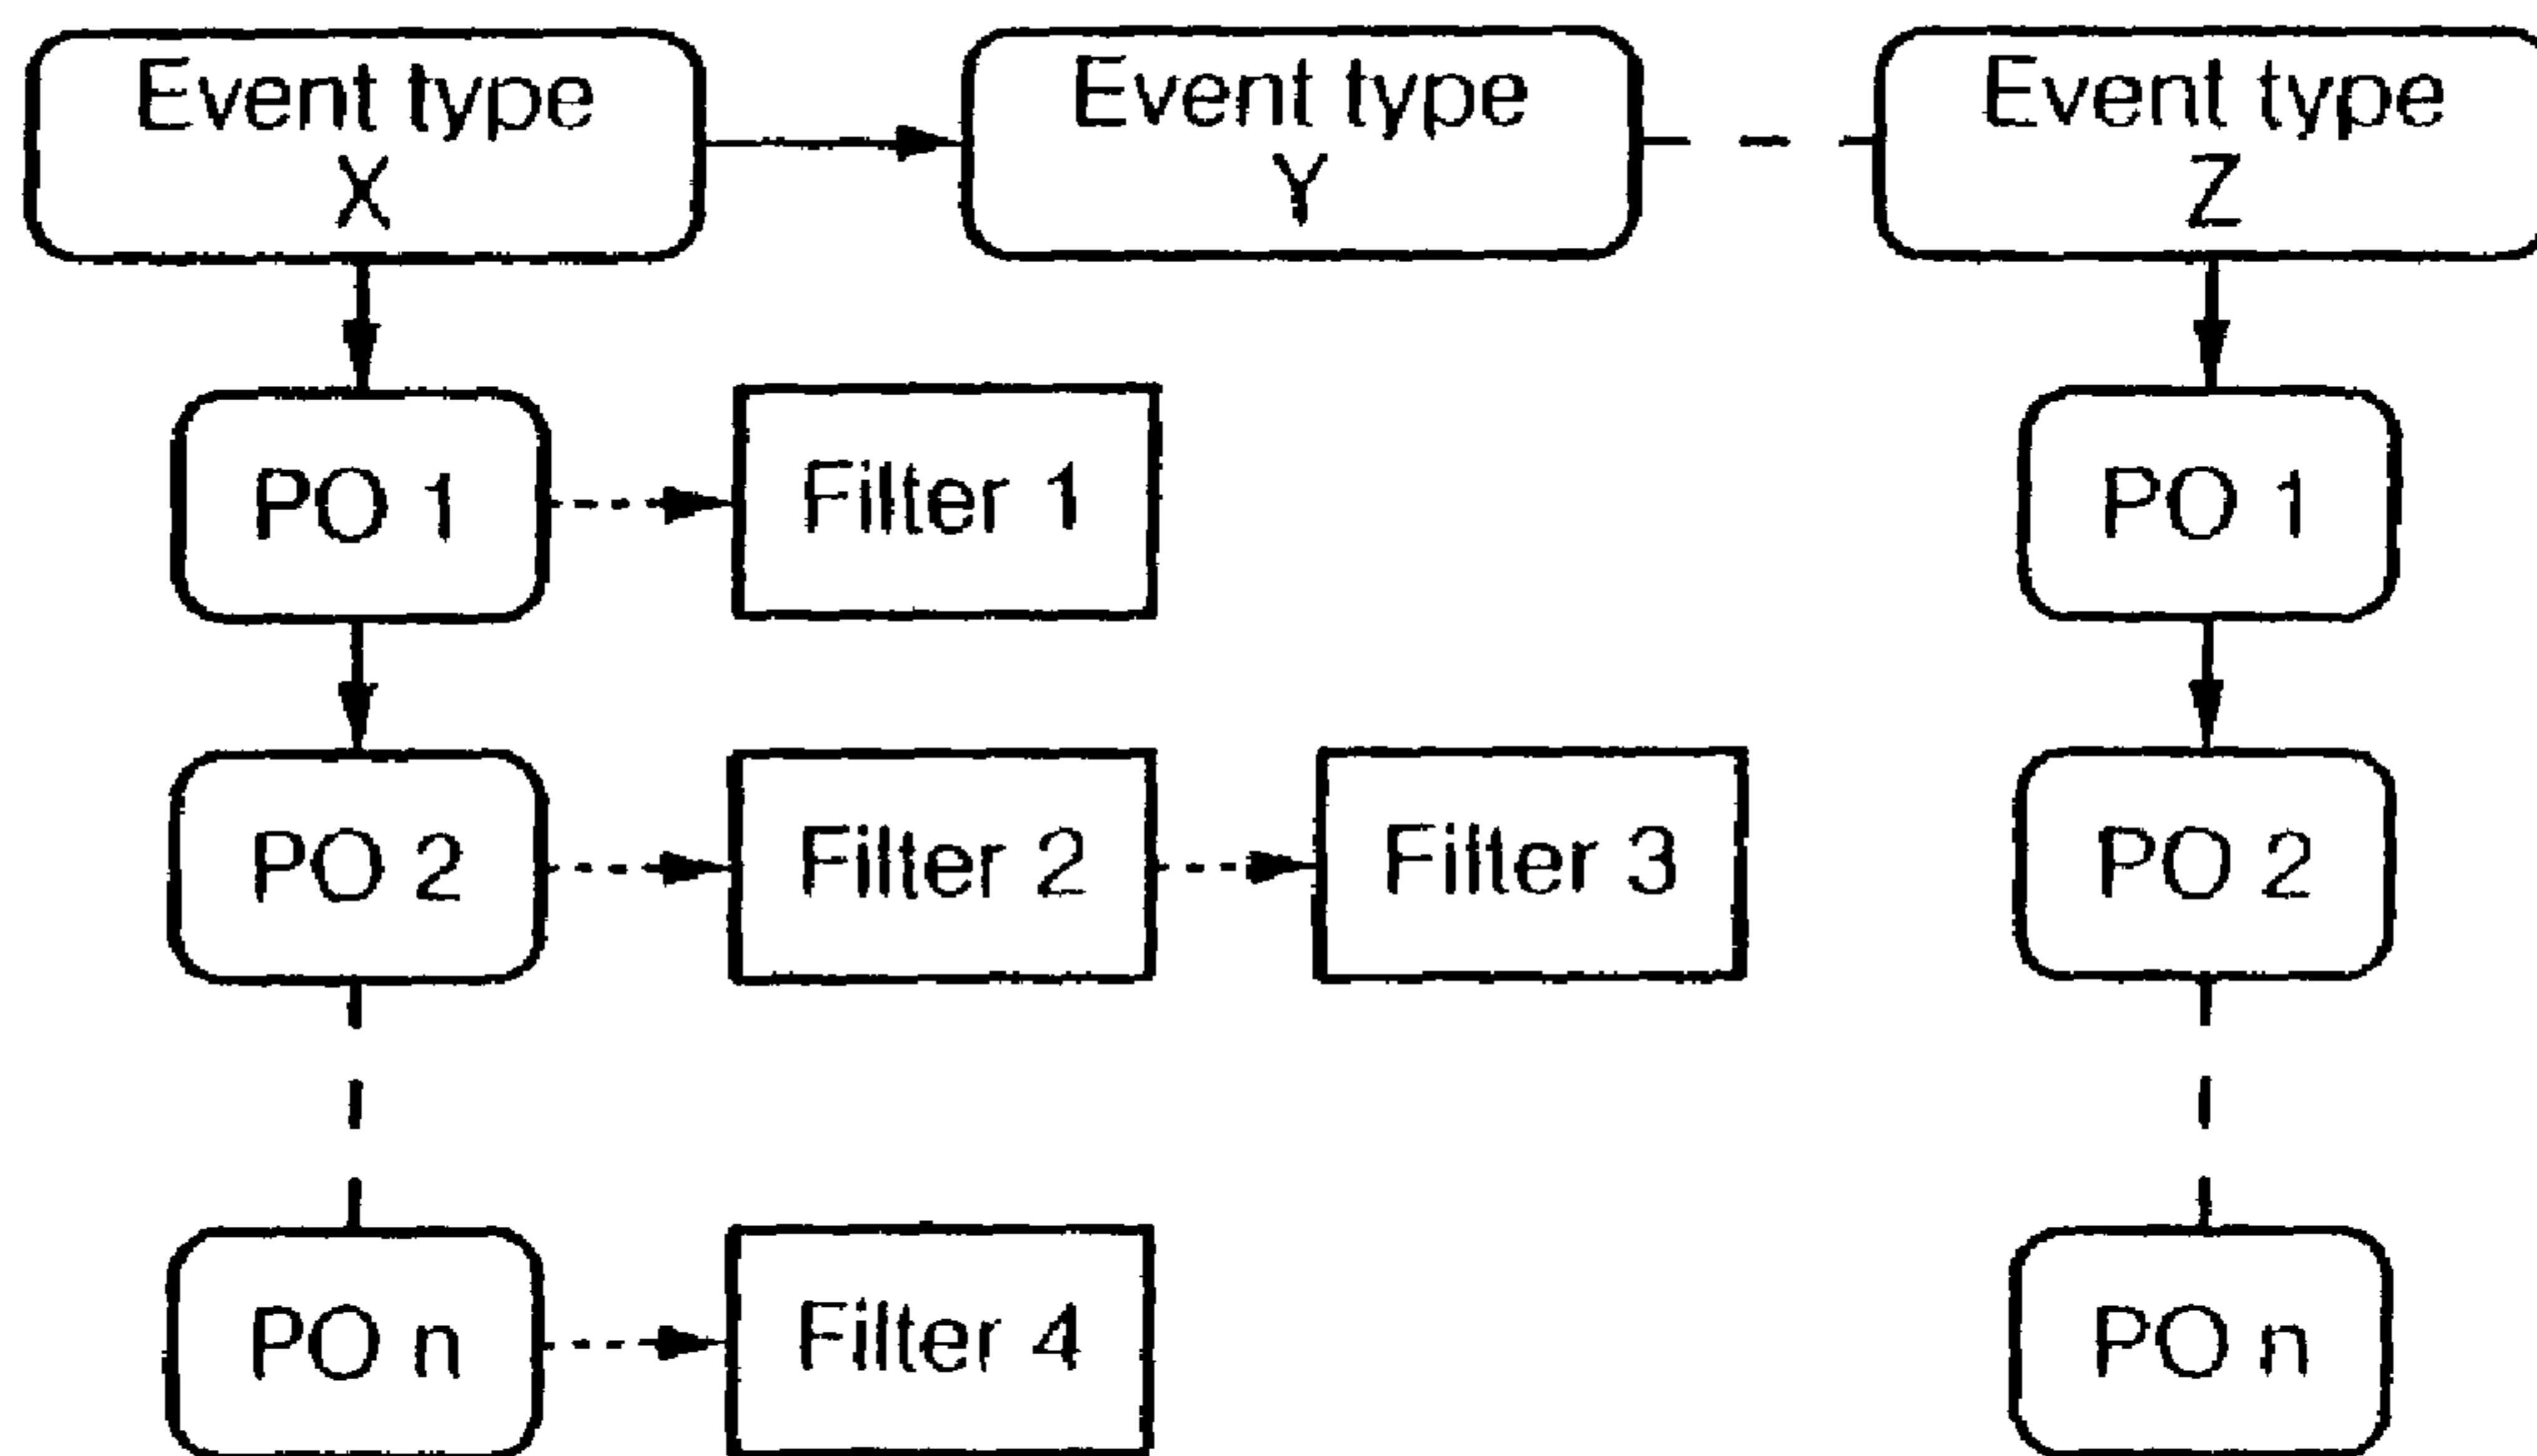 Event type
X
Event type
Y
Event type
Z
PO 1
Filter 1
PO 1
PO 2
Filter 2
Filter 3
PO 2
PO n
Filter 4
PO n